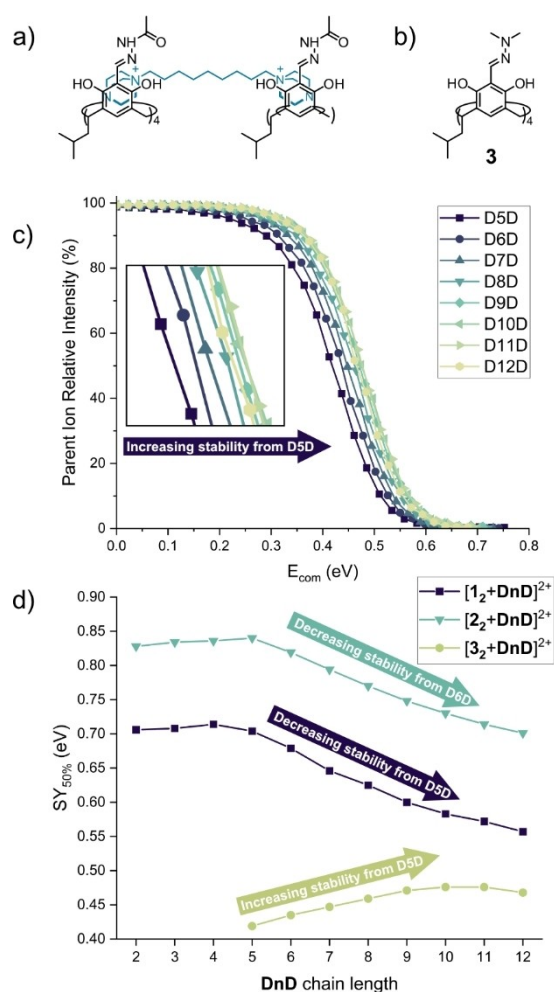 a)
b)
NH
O
N
HO
OH
N
+
4
N
+
N
NH
O
N
HO
OH
N
N
HO
OH
4
3
c)
100
80
60
40
20
0
Parent Ion Relative Intensity (%)
D5D
D6D
D7D
D8D
D9D
D10D
D11D
D12D
Increasing stability from D5D
0.0 0.1 0.2 0.3 0.4 0.5 0.6 0.7 0.8
Ecom (eV)
d)
[1₂+DnD]²⁺
[2₂+DnD]²⁺
[3₂+DnD]²⁺
0.90
0.85
0.80
0.75
0.70
0.65
0.60
0.55
0.50
0.45
0.40
SY50% (eV)
Decreasing stability from D6D
Decreasing stability from D5D
Increasing stability from D5D
2 3 4 5 6 7 8 9 10 11 12
DnD chain length